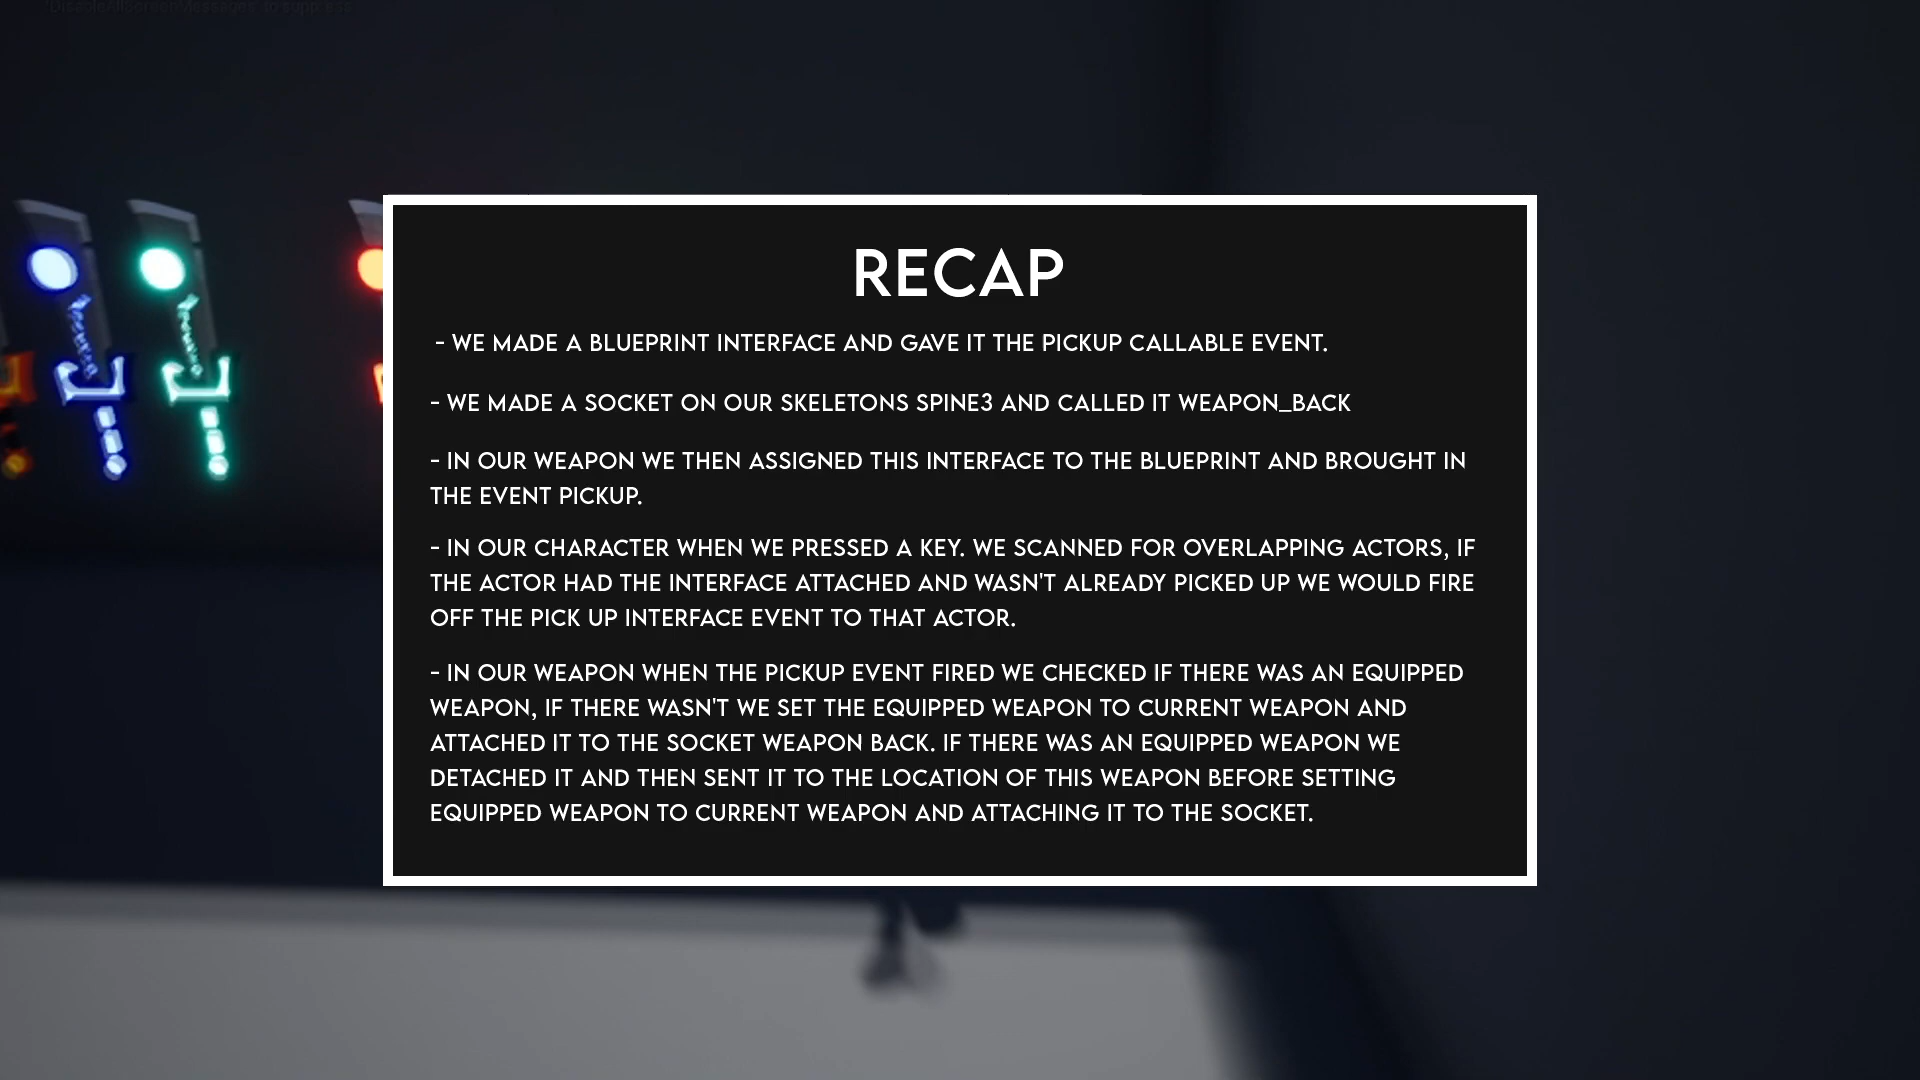 'DisableAllScreenMessages' to suppress
RECAP
- WE MADE A BLUEPRINT INTERFACE AND GAVE IT THE PICKUP CALLABLE EVENT.
- WE MADE A SOCKET ON OUR SKELETONS SPINE3 AND CALLED IT WEAPON_BACK
- IN OUR WEAPON WE THEN ASSIGNED THIS INTERFACE TO THE BLUEPRINT AND BROUGHT IN
THE EVENT PICKUP.
- IN OUR CHARACTER WHEN WE PRESSED A KEY. WE SCANNED FOR OVERLAPPING ACTORS, IF
THE ACTOR HAD THE INTERFACE ATTACHED AND WASN'T ALREADY PICKED UP WE WOULD FIRE
OFF THE PICK UP INTERFACE EVENT TO THAT ACTOR.
- IN OUR WEAPON WHEN THE PICKUP EVENT FIRED WE CHECKED IF THERE WAS AN EQUIPPED
WEAPON, IF THERE WASN'T WE SET THE EQUIPPED WEAPON TO CURRENT WEAPON AND
ATTACHED IT TO THE SOCKET WEAPON BACK. IF THERE WAS AN EQUIPPED WEAPON WE
DETACHED IT AND THEN SENT IT TO THE LOCATION OF THIS WEAPON BEFORE SETTING
EQUIPPED WEAPON TO CURRENT WEAPON AND ATTACHING IT TO THE SOCKET.